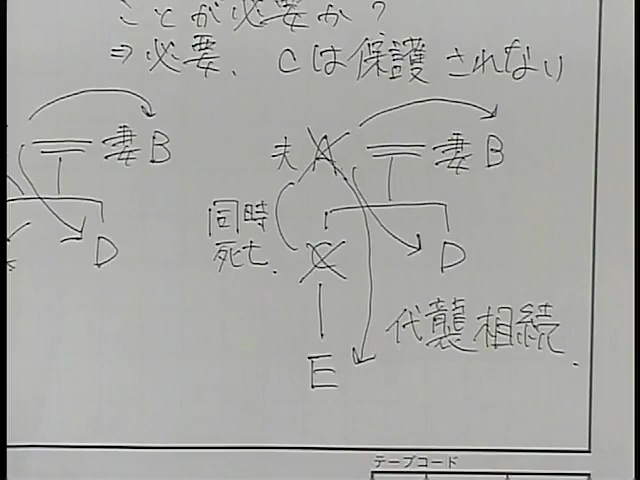 ことが必要か?
⇒必要、Cは保護されない
妻B
D
夫A 妻B
同時
死亡.
C D
代襲相続.
E
テープコード